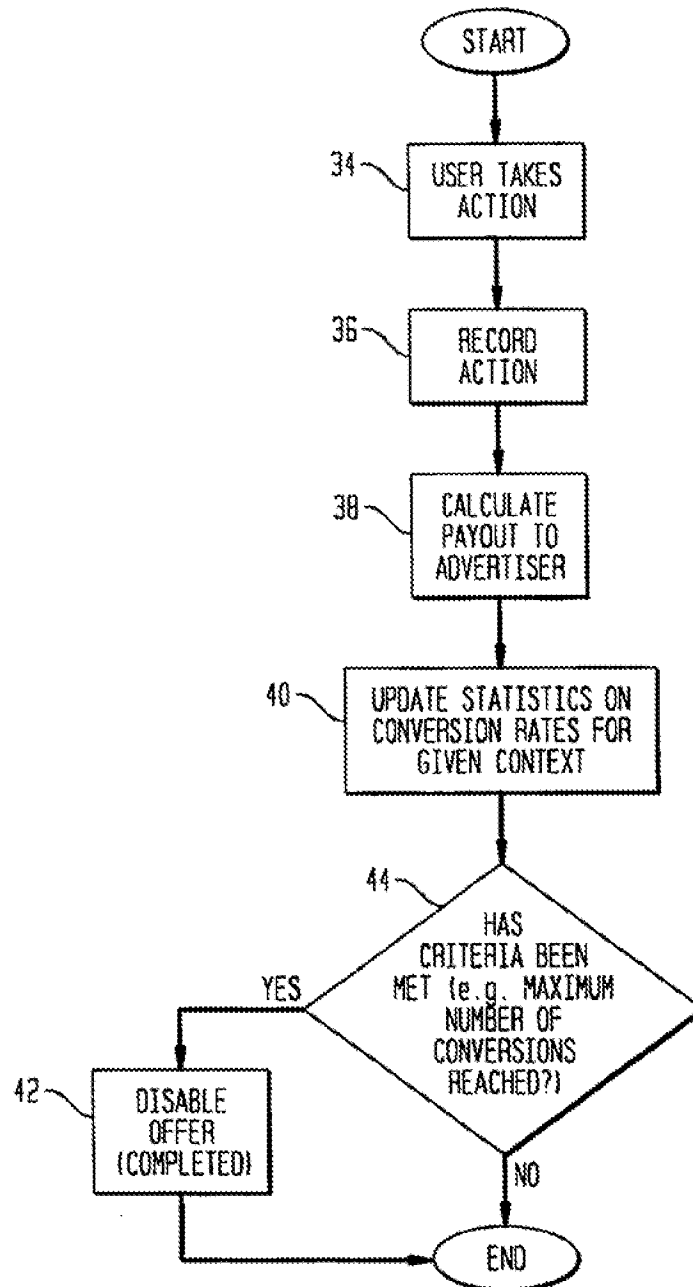 START
34
USER TAKES
ACTION
36
RECORD
ACTION
38
CALCULATE
PAYOUT TO
ADVERTISER
40
UPDATE STATISTICS ON
CONVERSION RATES FOR
GIVEN CONTEXT
44
HAS
CRITERIA BEEN
MET (e.g. MAXIMUM
NUMBER OF
CONVERSIONS
REACHED?)
YES
42
DISABLE
OFFER
(COMPLETED)
NO
END